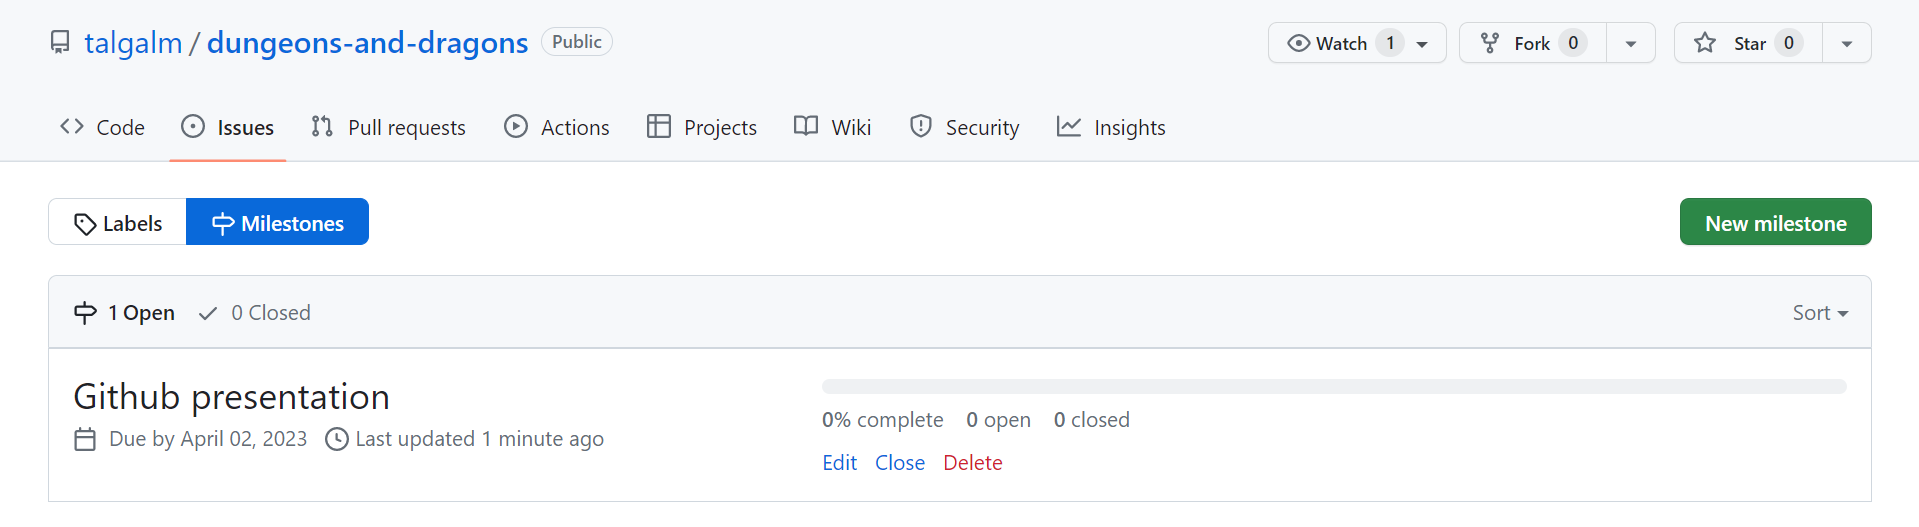 talgalm / dungeons-and-dragons Public Watch 1 Fork 0 Star 0
Code Issues Pull requests Actions Projects Wiki Security Insights
Labels Milestones New milestone
1 Open 0 Closed Sort
Github presentation
Due by April 02, 2023 Last updated 1 minute ago
0% complete 0 open 0 closed
Edit Close Delete